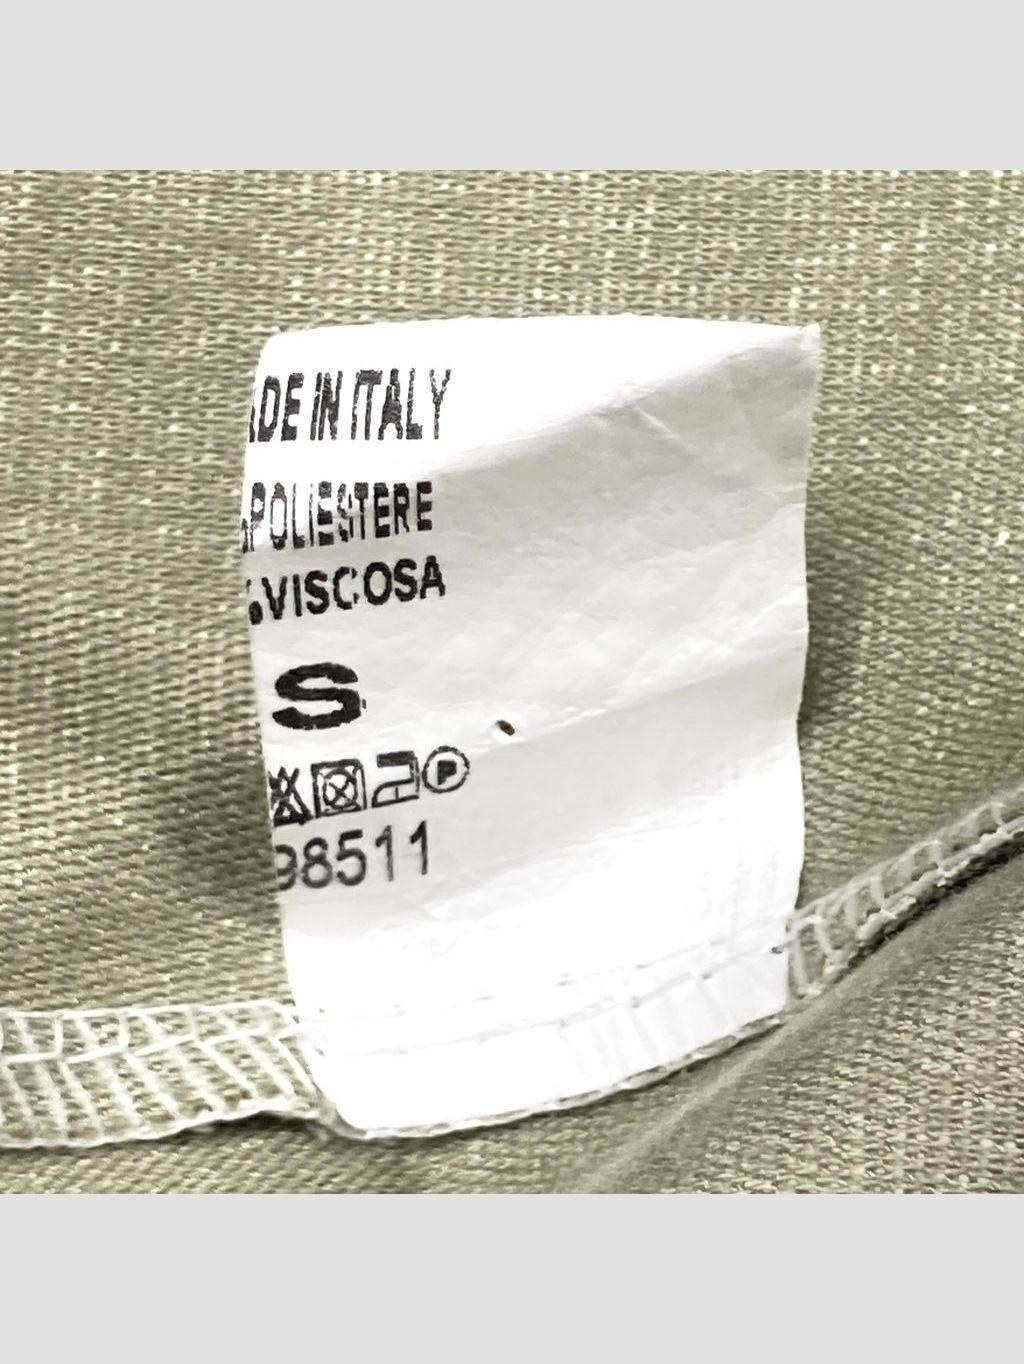 ADE IN ITALY
%POLIESTERE
%VISCOSA
S
P
98511